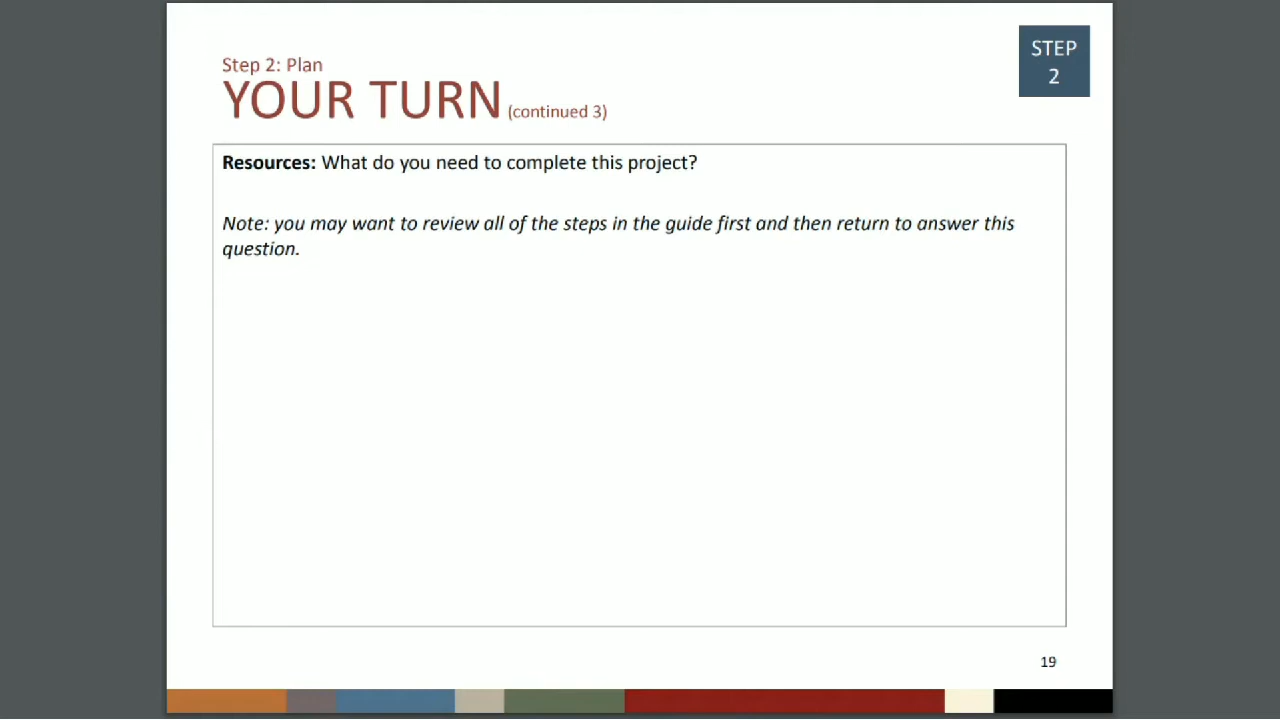 STEP
2
Step 2: Plan
YOUR TURN (continued 3)
Resources: What do you need to complete this project?
Note: you may want to review all of the steps in the guide first and then return to answer this
question.
19